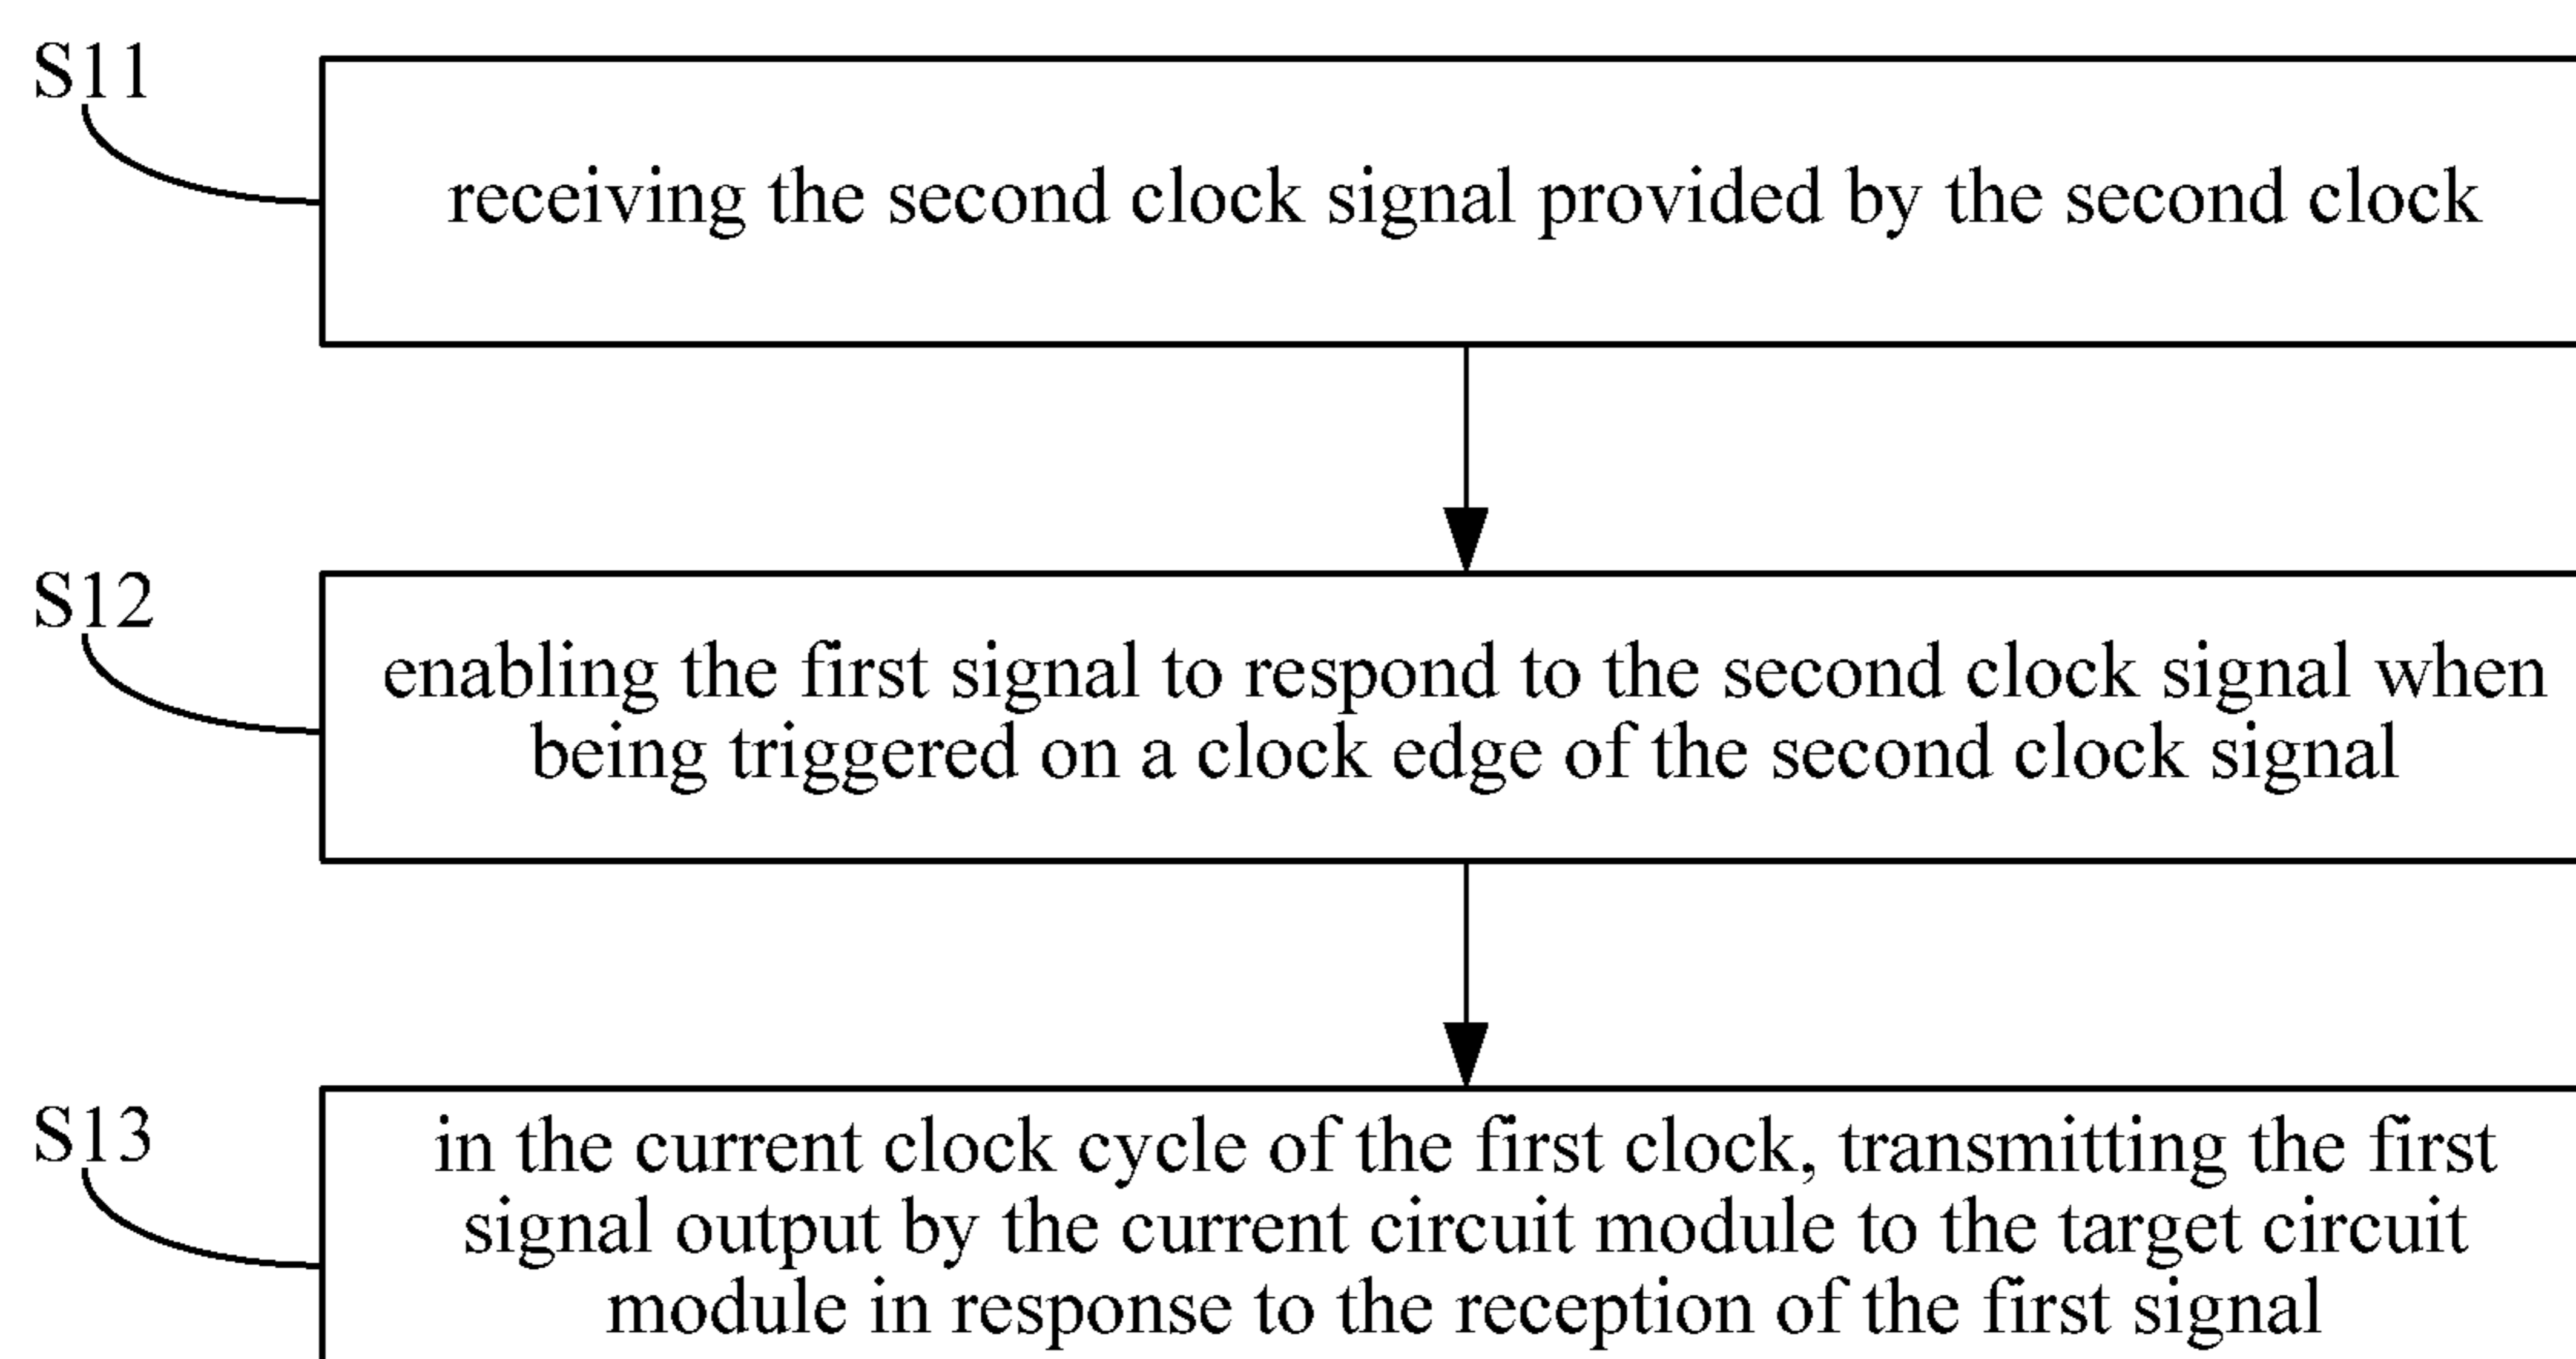 S11
receiving the second clock signal provided by the second clock
S12
enabling the first signal to respond to the second clock signal when
being triggered on a clock edge of the second clock signal
S13
in the current clock cycle of the first clock, transmitting the first
signal output by the current circuit module to the target circuit
module in response to the reception of the first signal